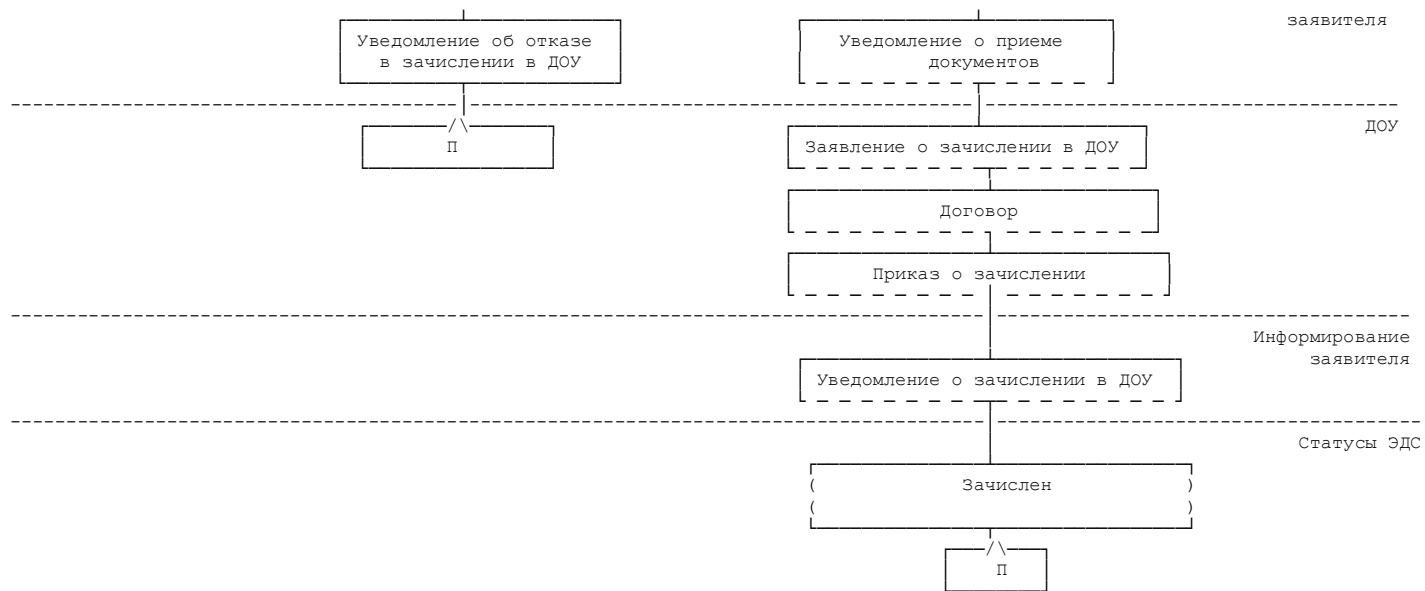 заявителя
Уведомление об отказе
в зачислении в ДОУ
Уведомление о приеме
документов
ДОУ
П
Заявление о зачислении в ДОУ
Договор
Приказ о зачислении
Информирование
заявителя
Уведомление о зачислении в ДОУ
Статусы ЭДС
( Зачислен )
( )
П